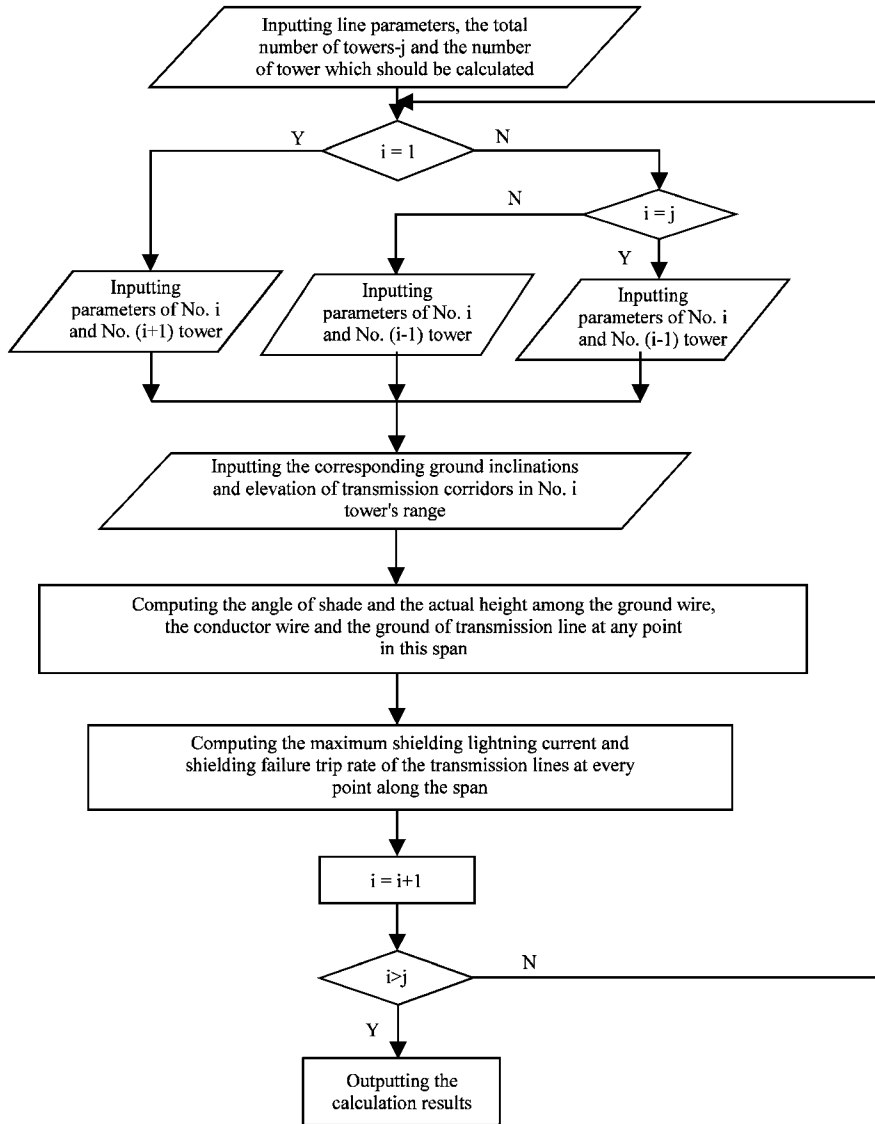 Inputting line parameters, the total
number of towers-j and the number
of tower which should be calculated
Y
i = 1
N
N
i = j
Y
Inputting
parameters of No. i
and No. (i+1) tower
Inputting
parameters of No. i
and No. (i-1) tower
Inputting
parameters of No. i
and No. (i-1) tower
Inputting the corresponding ground inclinations
and elevation of transmission corridors in No. i
tower's range
Computing the angle of shade and the actual height among the ground wire,
the conductor wire and the ground of transmission line at any point
in this span
Computing the maximum shielding lightning current and
shielding failure trip rate of the transmission lines at every
point along the span
i = i+1
i>j
N
Y
Outputting the
calculation results